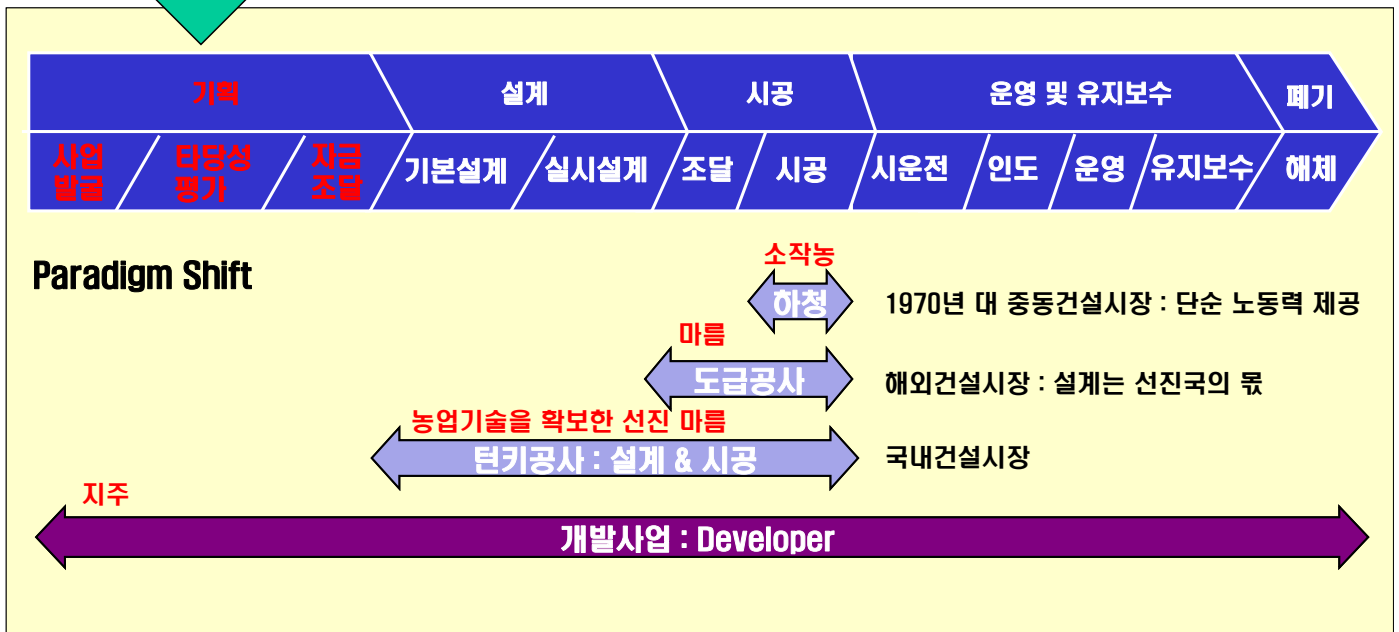 기획 설계 시공 운영 및 유지보수 폐기
사업 타당성 자금
발굴 평가 조달
기본설계 실시설계 조달 시공 시운전 인도 운영 유지보수 해체
Paradigm Shift
소작농
하청
1970년 대 중동건설시장 : 단순 노동력 제공
마름
도급공사
해외건설시장 : 설계는 선진국의 몫
농업기술을 확보한 선진 마름
턴키공사 : 설계 & 시공
국내건설시장
지주
개발사업 : Developer